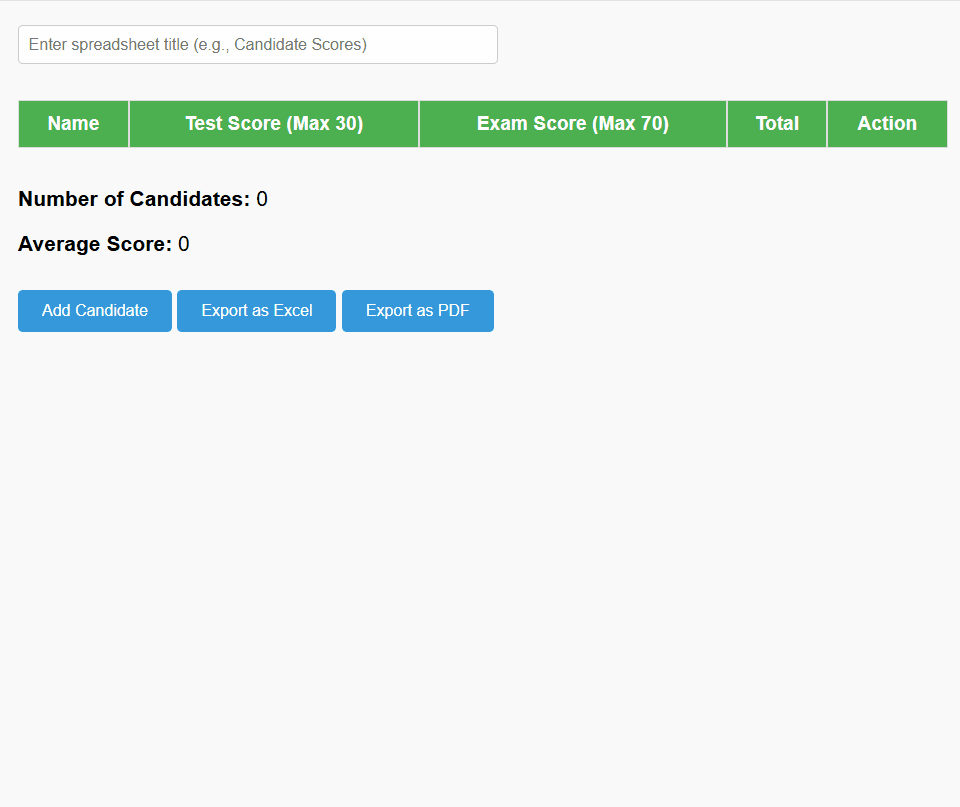 Enter spreadsheet title (e.g., Candidate Scores)
Name Test Score (Max 30) Exam Score (Max 70) Total Action
Number of Candidates: 0
Average Score: 0
Add Candidate Export as Excel Export as PDF